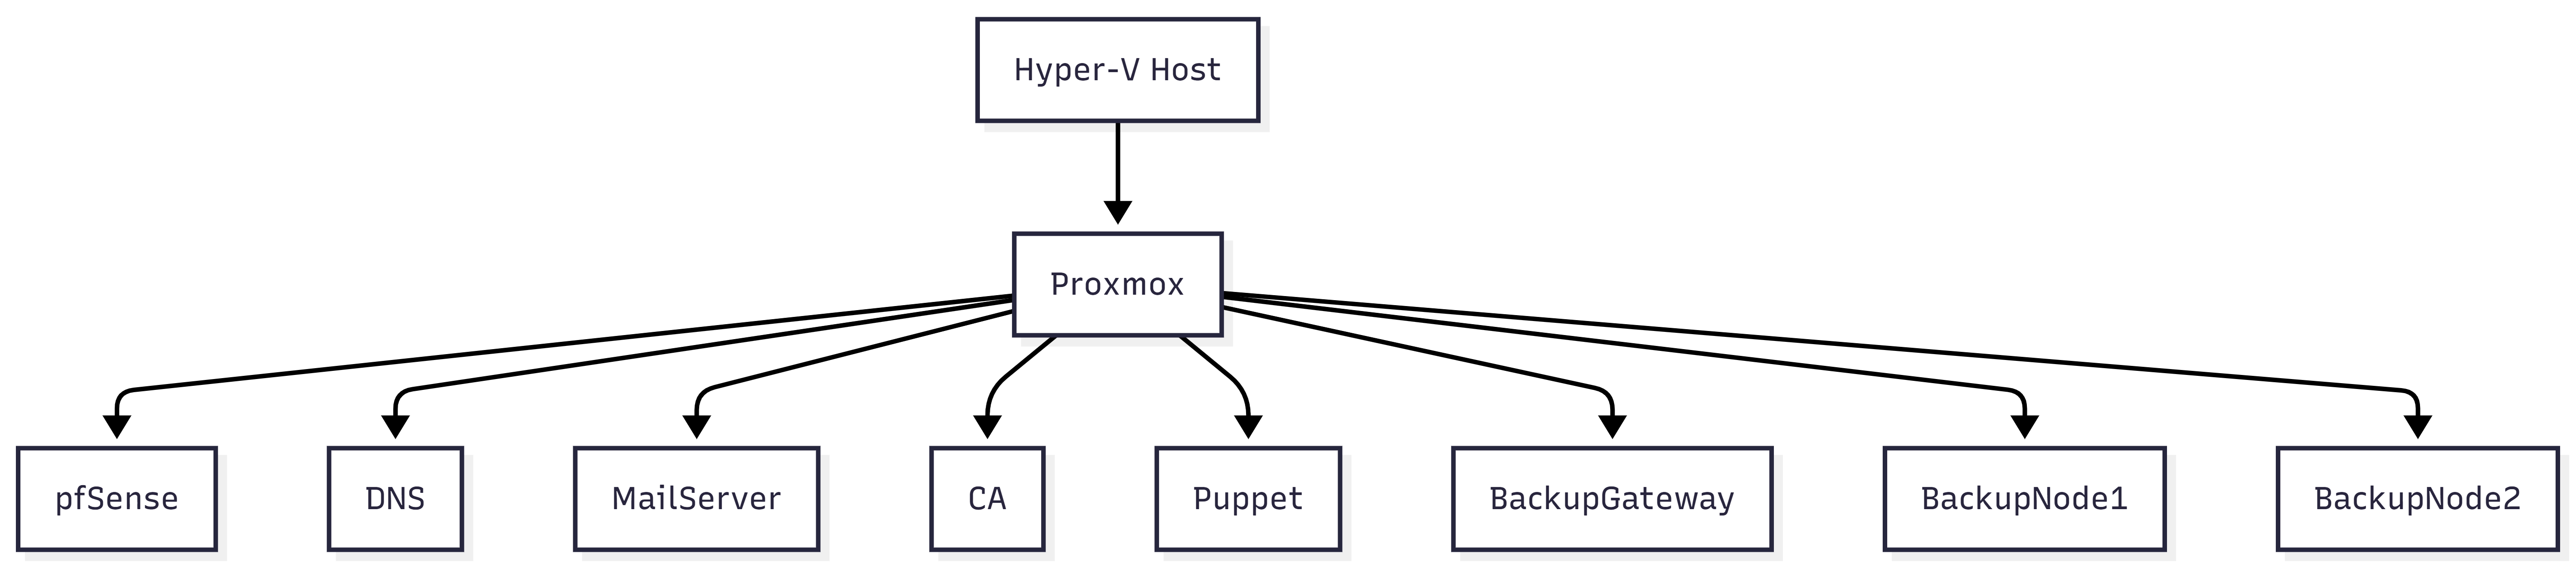 Hyper-V Host
Proxmox
pfSense
DNS
MailServer
CA
Puppet
BackupGateway
BackupNode1
BackupNode2